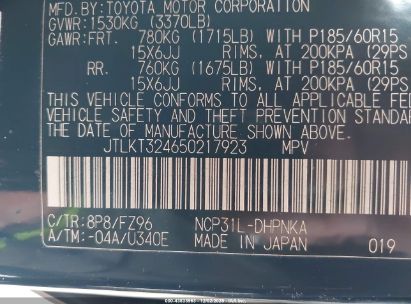 MFD.BY: TOYOTA MOTOR CORPORATION
GVWR: 1530KG (3370LB)
GAWR: FRT. 780KG (1715LB) WITH P185/60R15
15X6JJ RIMS, AT 200KPA (29PS
RR. 760KG (1675LB) WITH P185/60R15
15X6JJ RIMS, AT 200KPA (29PS
THIS VEHICLE CONFORMS TO ALL APPLICABLE FE
VEHICLE SAFETY AND THEFT PREVENTION STANDA
EFFECT ON THE DATE OF MANUFACTURE SHOWN ABOVE.
JTLKT324650217923 MPV
C/TR: 8P8/FZ96 NCP31L-DHPNKA
A/TM: -04A/U340E MADE IN JAPAN 019